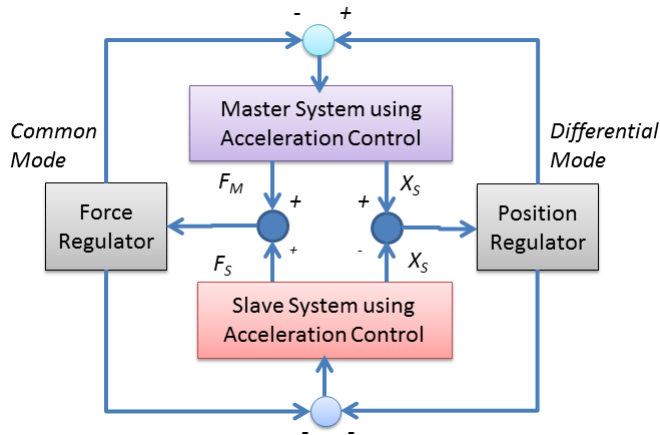 - +
Master System using
Acceleration Control
Common
Mode
Differential
Mode
F_M
+
+
X_S
Force
Regulator
Position
Regulator
F_S
+
-
X_S
Slave System using
Acceleration Control
- -